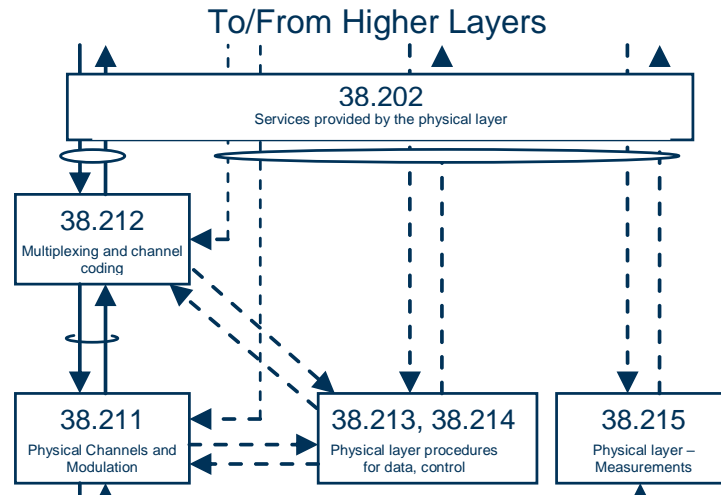 To/From Higher Layers
38.202
Services provided by the physical layer
38.212
Multiplexing and channel
coding
38.211
Physical Channels and
Modulation
38.213, 38.214
Physical layer procedures
for data, control
38.215
Physical layer –
Measurements